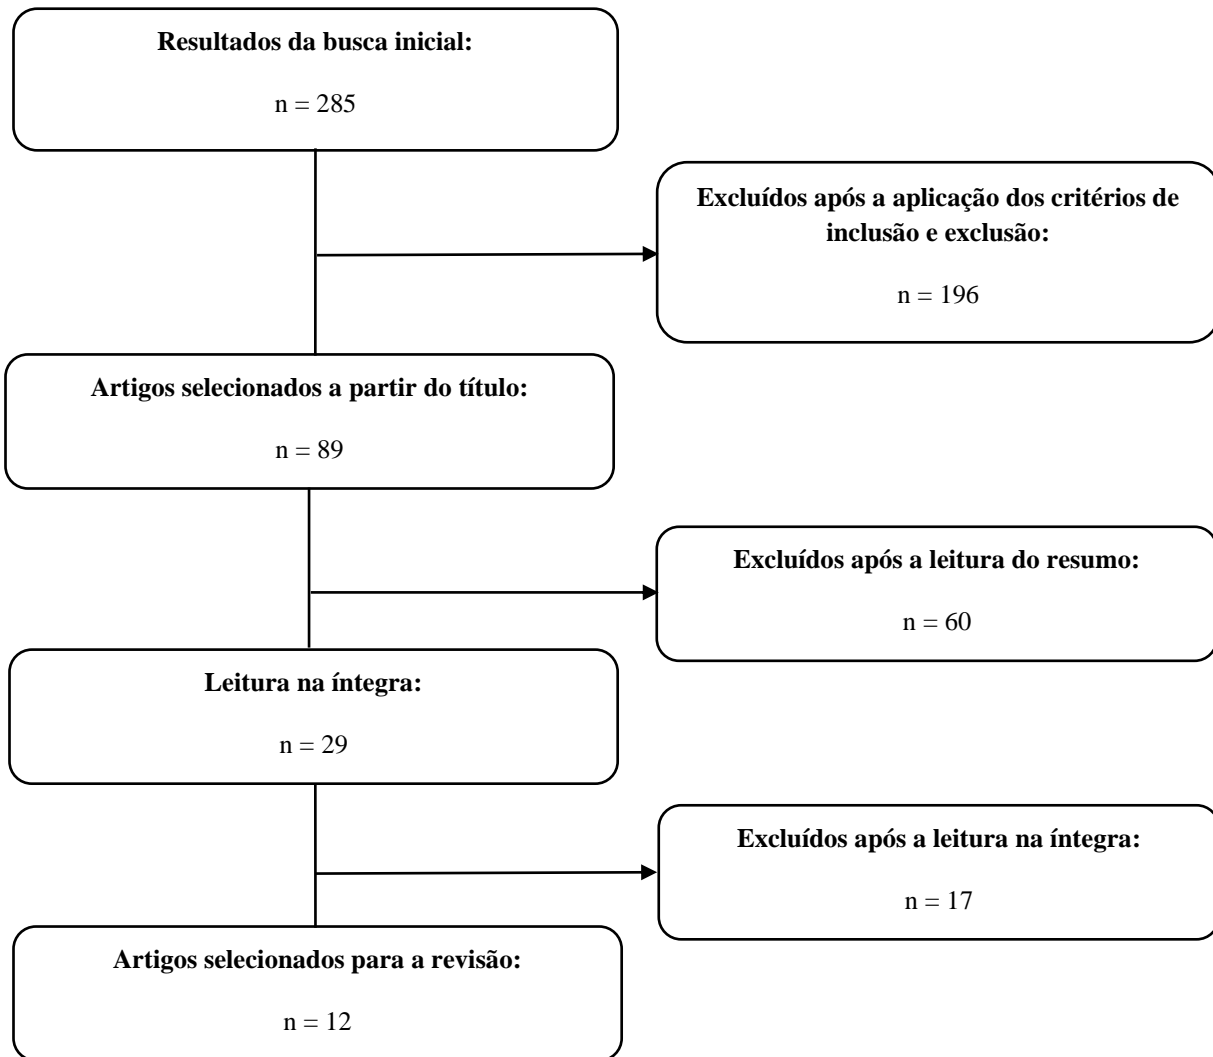 Resultados da busca inicial:
n = 285
Excluídos após a aplicação dos critérios de
inclusão e exclusão:
n = 196
Artigos selecionados a partir do título:
n = 89
Excluídos após a leitura do resumo:
n = 60
Leitura na íntegra:
n = 29
Excluídos após a leitura na íntegra:
n = 17
Artigos selecionados para a revisão:
n = 12